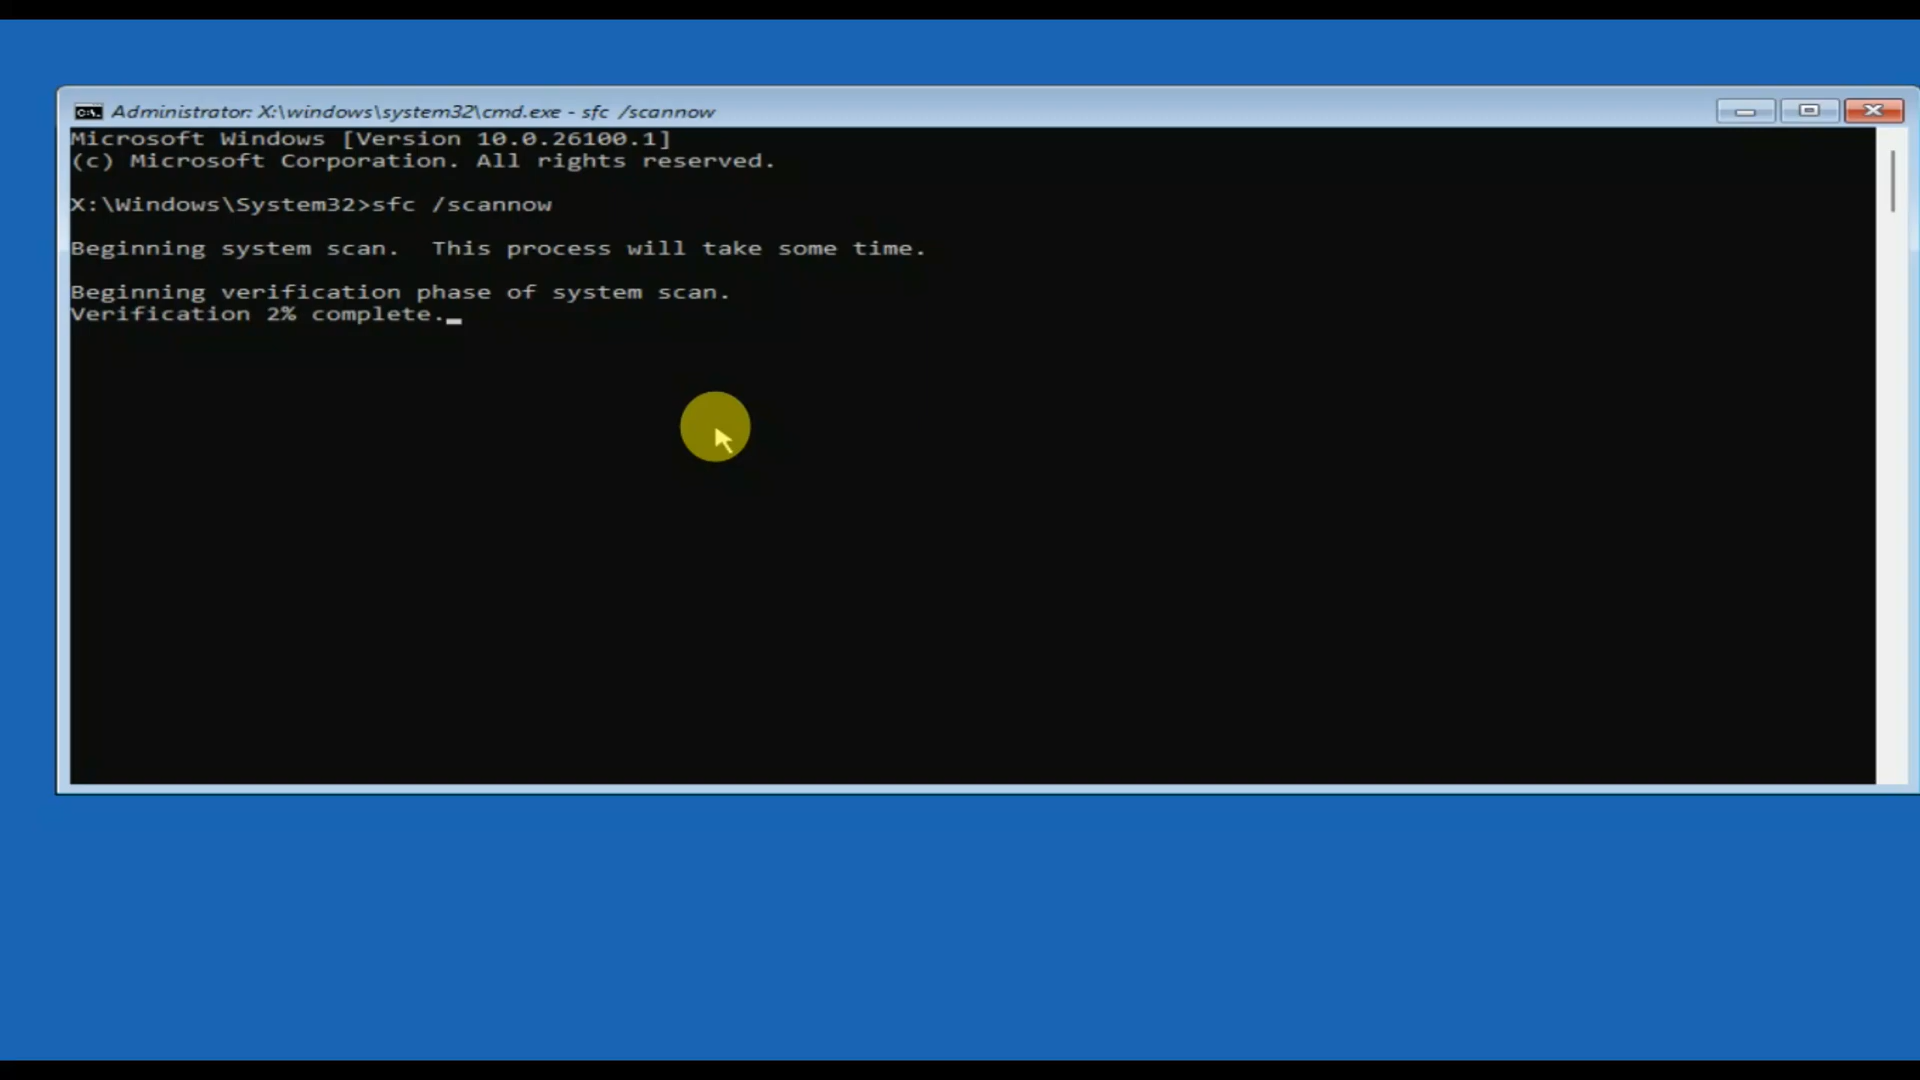 Administrator: X:\windows\system32\cmd.exe - sfc /scannow
Microsoft Windows [Version 10.0.26100.1]
(c) Microsoft Corporation. All rights reserved.
X:\Windows\System32>sfc /scannow
Beginning system scan.  This process will take some time.
Beginning verification phase of system scan.
Verification 2% complete.